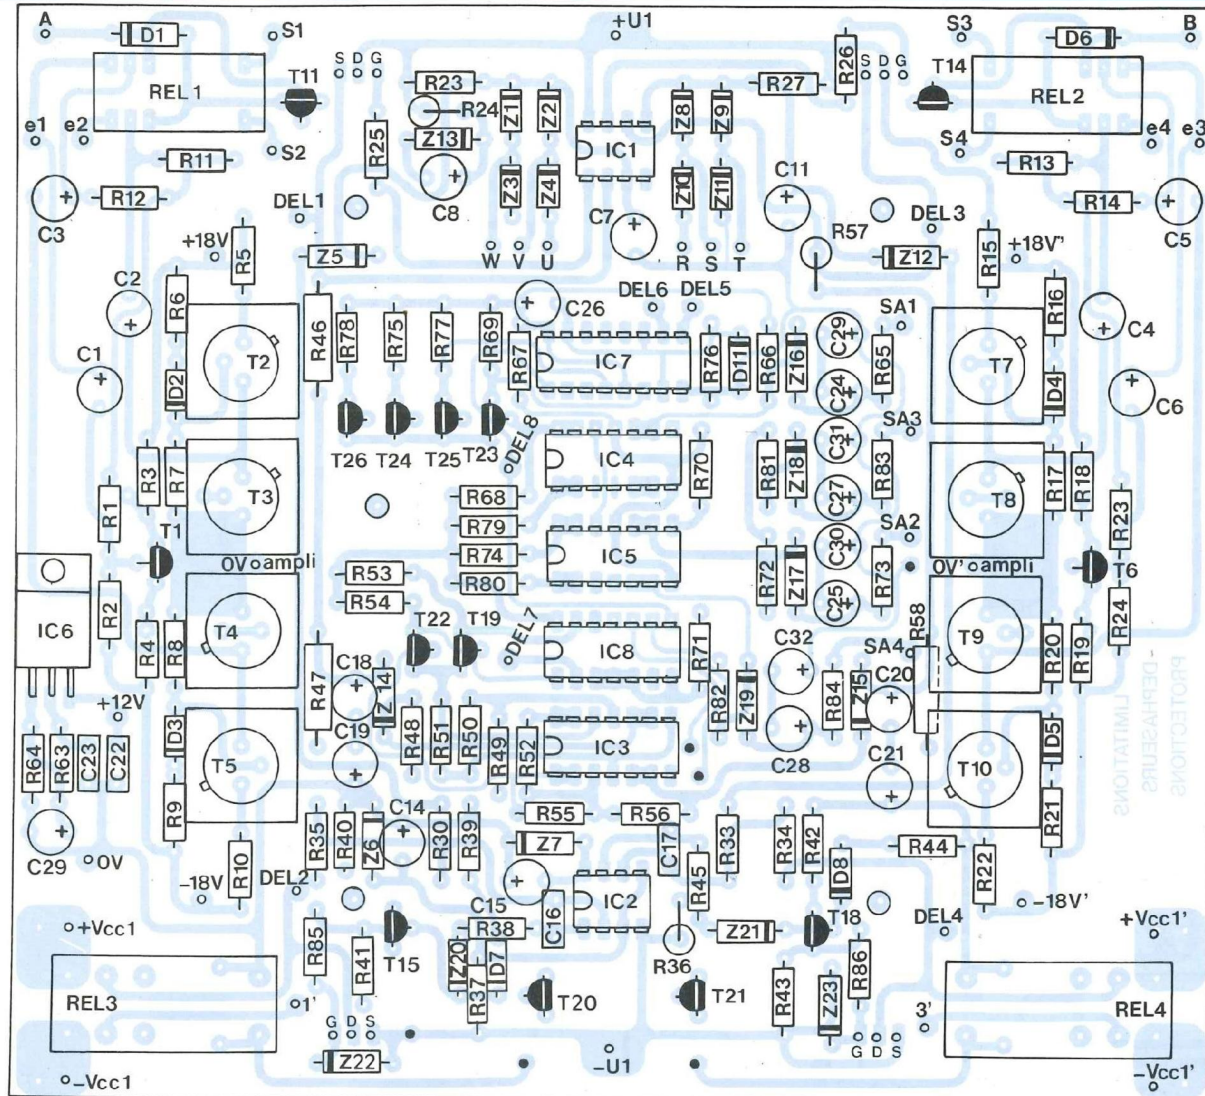 A
D1
S1
+U1
S3
D6
B
S D G
R26
S D G
T11
R23
R27
T14
REL1
Z1
Z2
Z8
Z9
REL2
R24
e1
e2
R25
Z13
IC1
S4
e4
e3
S2
R11
R13
R12
Z3
Z4
Z10
Z11
C11
R14
C3
DEL1
C8
C7
R57
DEL3
C5
+18V
R5
Z5
W V U
R S T
Z12
R15
+18V"
C2
R6
DEL6
DEL5
R16
C26
SA1
C4
R46
R78
R75
R77
R69
R67
IC7
R76
D11
R66
Z16
C29
R65
T2
T7
C1
D2
C24
D4
C6
T26
T24
T25
T23
DEL8
SA3
C31
R3
R7
IC4
R70
R81
Z18
R83
R17
R18
T3
R68
C27
T8
R1
T1
R79
SA2
R23
OV ampli
R74
IC5
C30
OV' ampli
T6
R53
R80
R72
Z17
R73
R54
C25
R2
IC6
R4
R8
T4
T22
T19
DEL7
IC8
R71
C32
SA4
R58
T9
R20
R19
R24
R47
C18
Z14
R82
Z19
R84
Z15
C20
+12V
PROTECTIONS
DEPHASEURS
LIMITATIONS
D3
C19
R48
R51
R50
R49
R52
IC3
C28
C21
D5
R64
R63
C23
C22
T5
T10
R9
C14
R55
R56
R21
R35
R40
Z6
R30
R39
Z7
C17
R33
R34
R42
R44
C29
OV
R10
R45
D8
R22
-18V
DEL2
C15
C16
IC2
T18
DEL4
-18V'
+Vcc1
R85
R41
T15
R38
R36
Z21
R86
+Vcc1'
Z20
R37
D7
REL3
1'
T20
T21
R43
Z23
3'
REL4
G D S
Z22
-U1
G D S
-Vcc1
-Vcc1'